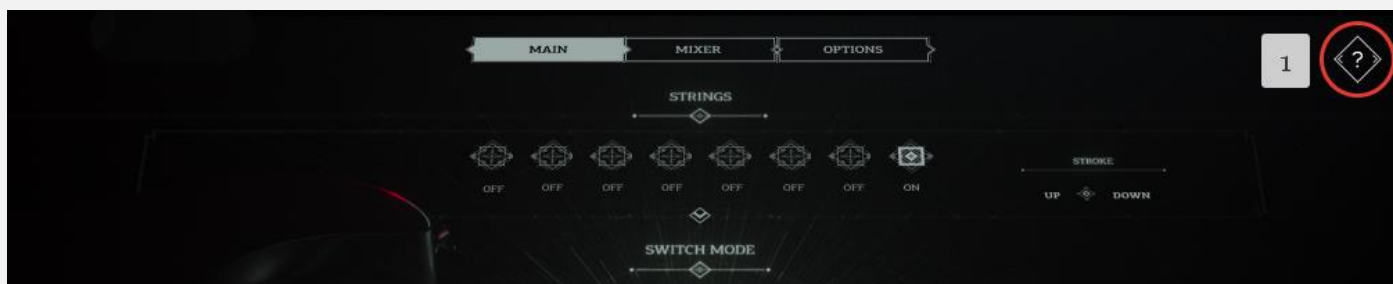 MAIN MIXER OPTIONS
1 ?
STRINGS
OFF OFF OFF OFF OFF OFF OFF ON
STROKE
UP DOWN
SWITCH MODE